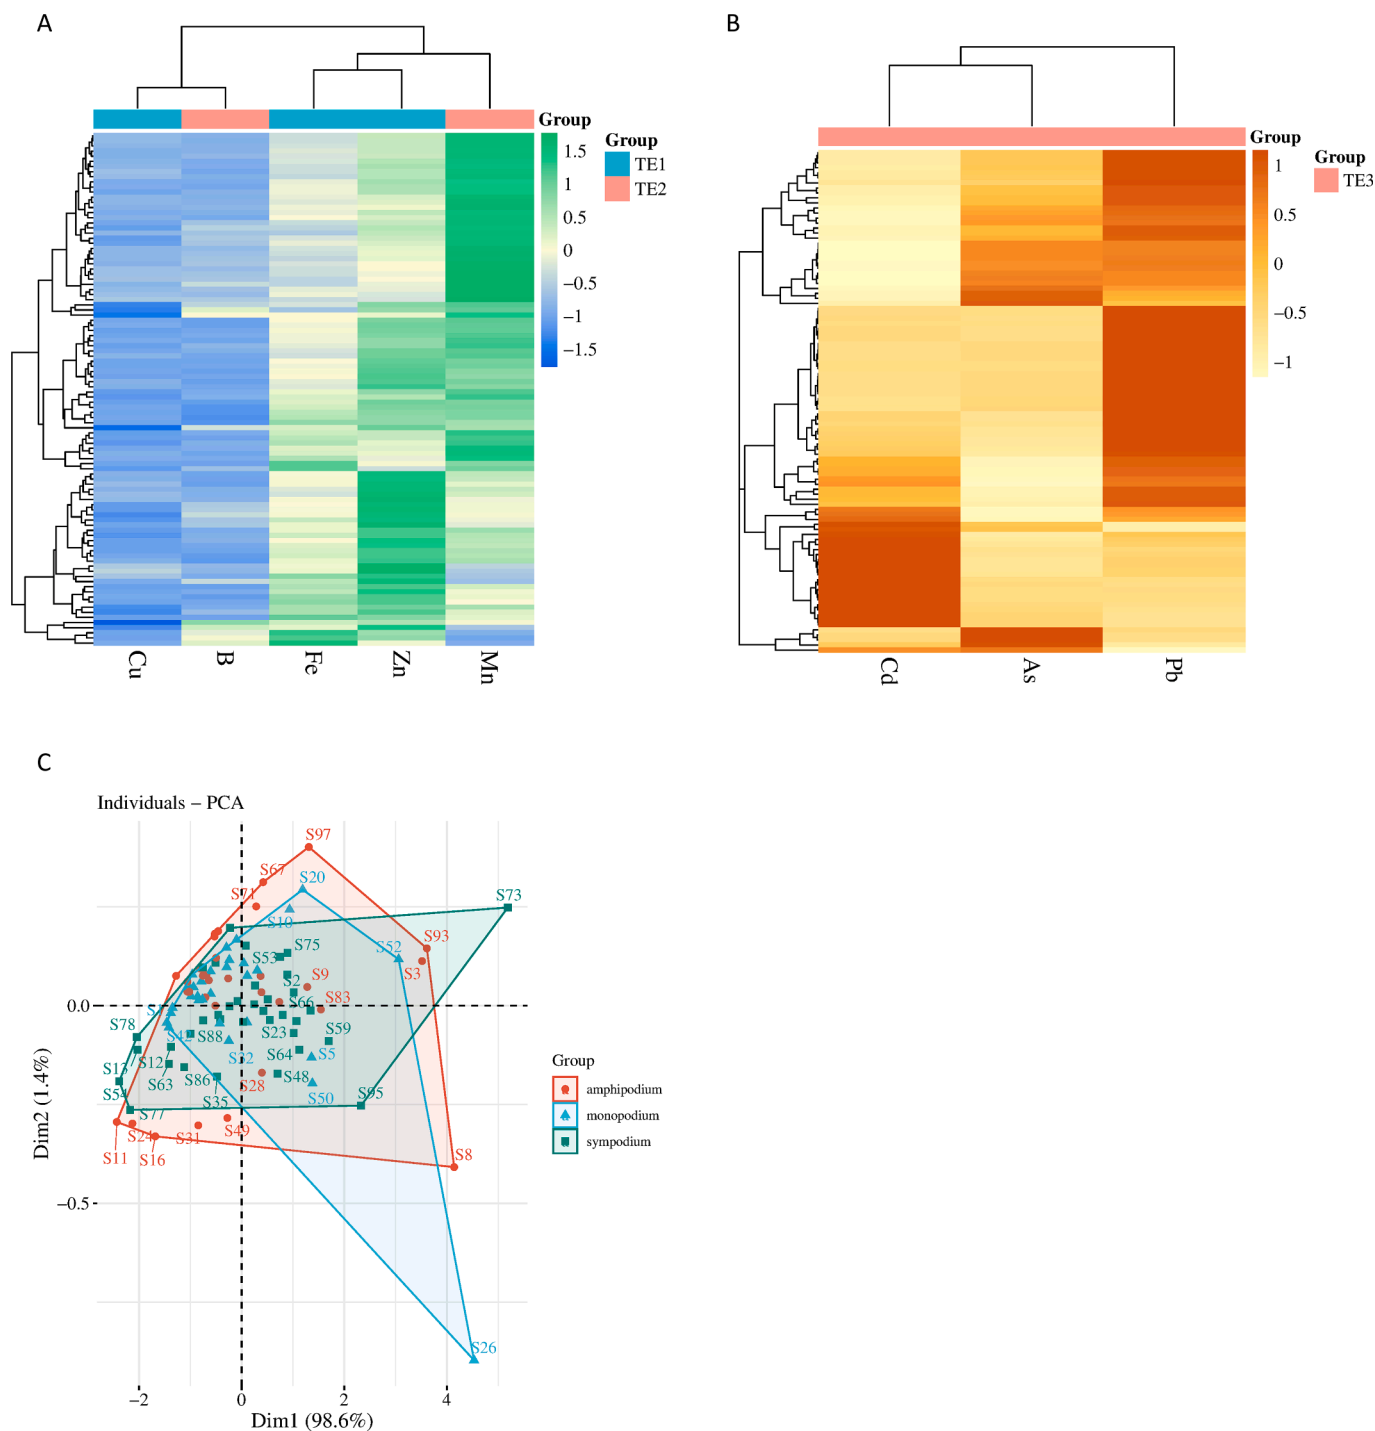 A
Group
1.5
1
0.5
0
−0.5
−1
−1.5
Group
TE1
TE2
Cu
B
Fe
Zn
Mn
B
Group
1
0.5
0
−0.5
−1
Group
TE3
Cd
As
Pb
C
Individuals − PCA
S97
S67
S20
S71
S73
S10
S93
S52
S53
S75
S3
S9
S2
S66
S83
S78
S42
S88
S23
S59
S13
S12
S32
S64
S5
S54
S63
S86
S28
S48
S35
S50
S95
S77
S24
S31
S49
S11
S16
S8
S26
0.0
−0.5
Dim2 (1.4%)
−2
0
2
4
Dim1 (98.6%)
Group
amphipodium
monopodium
sympodium